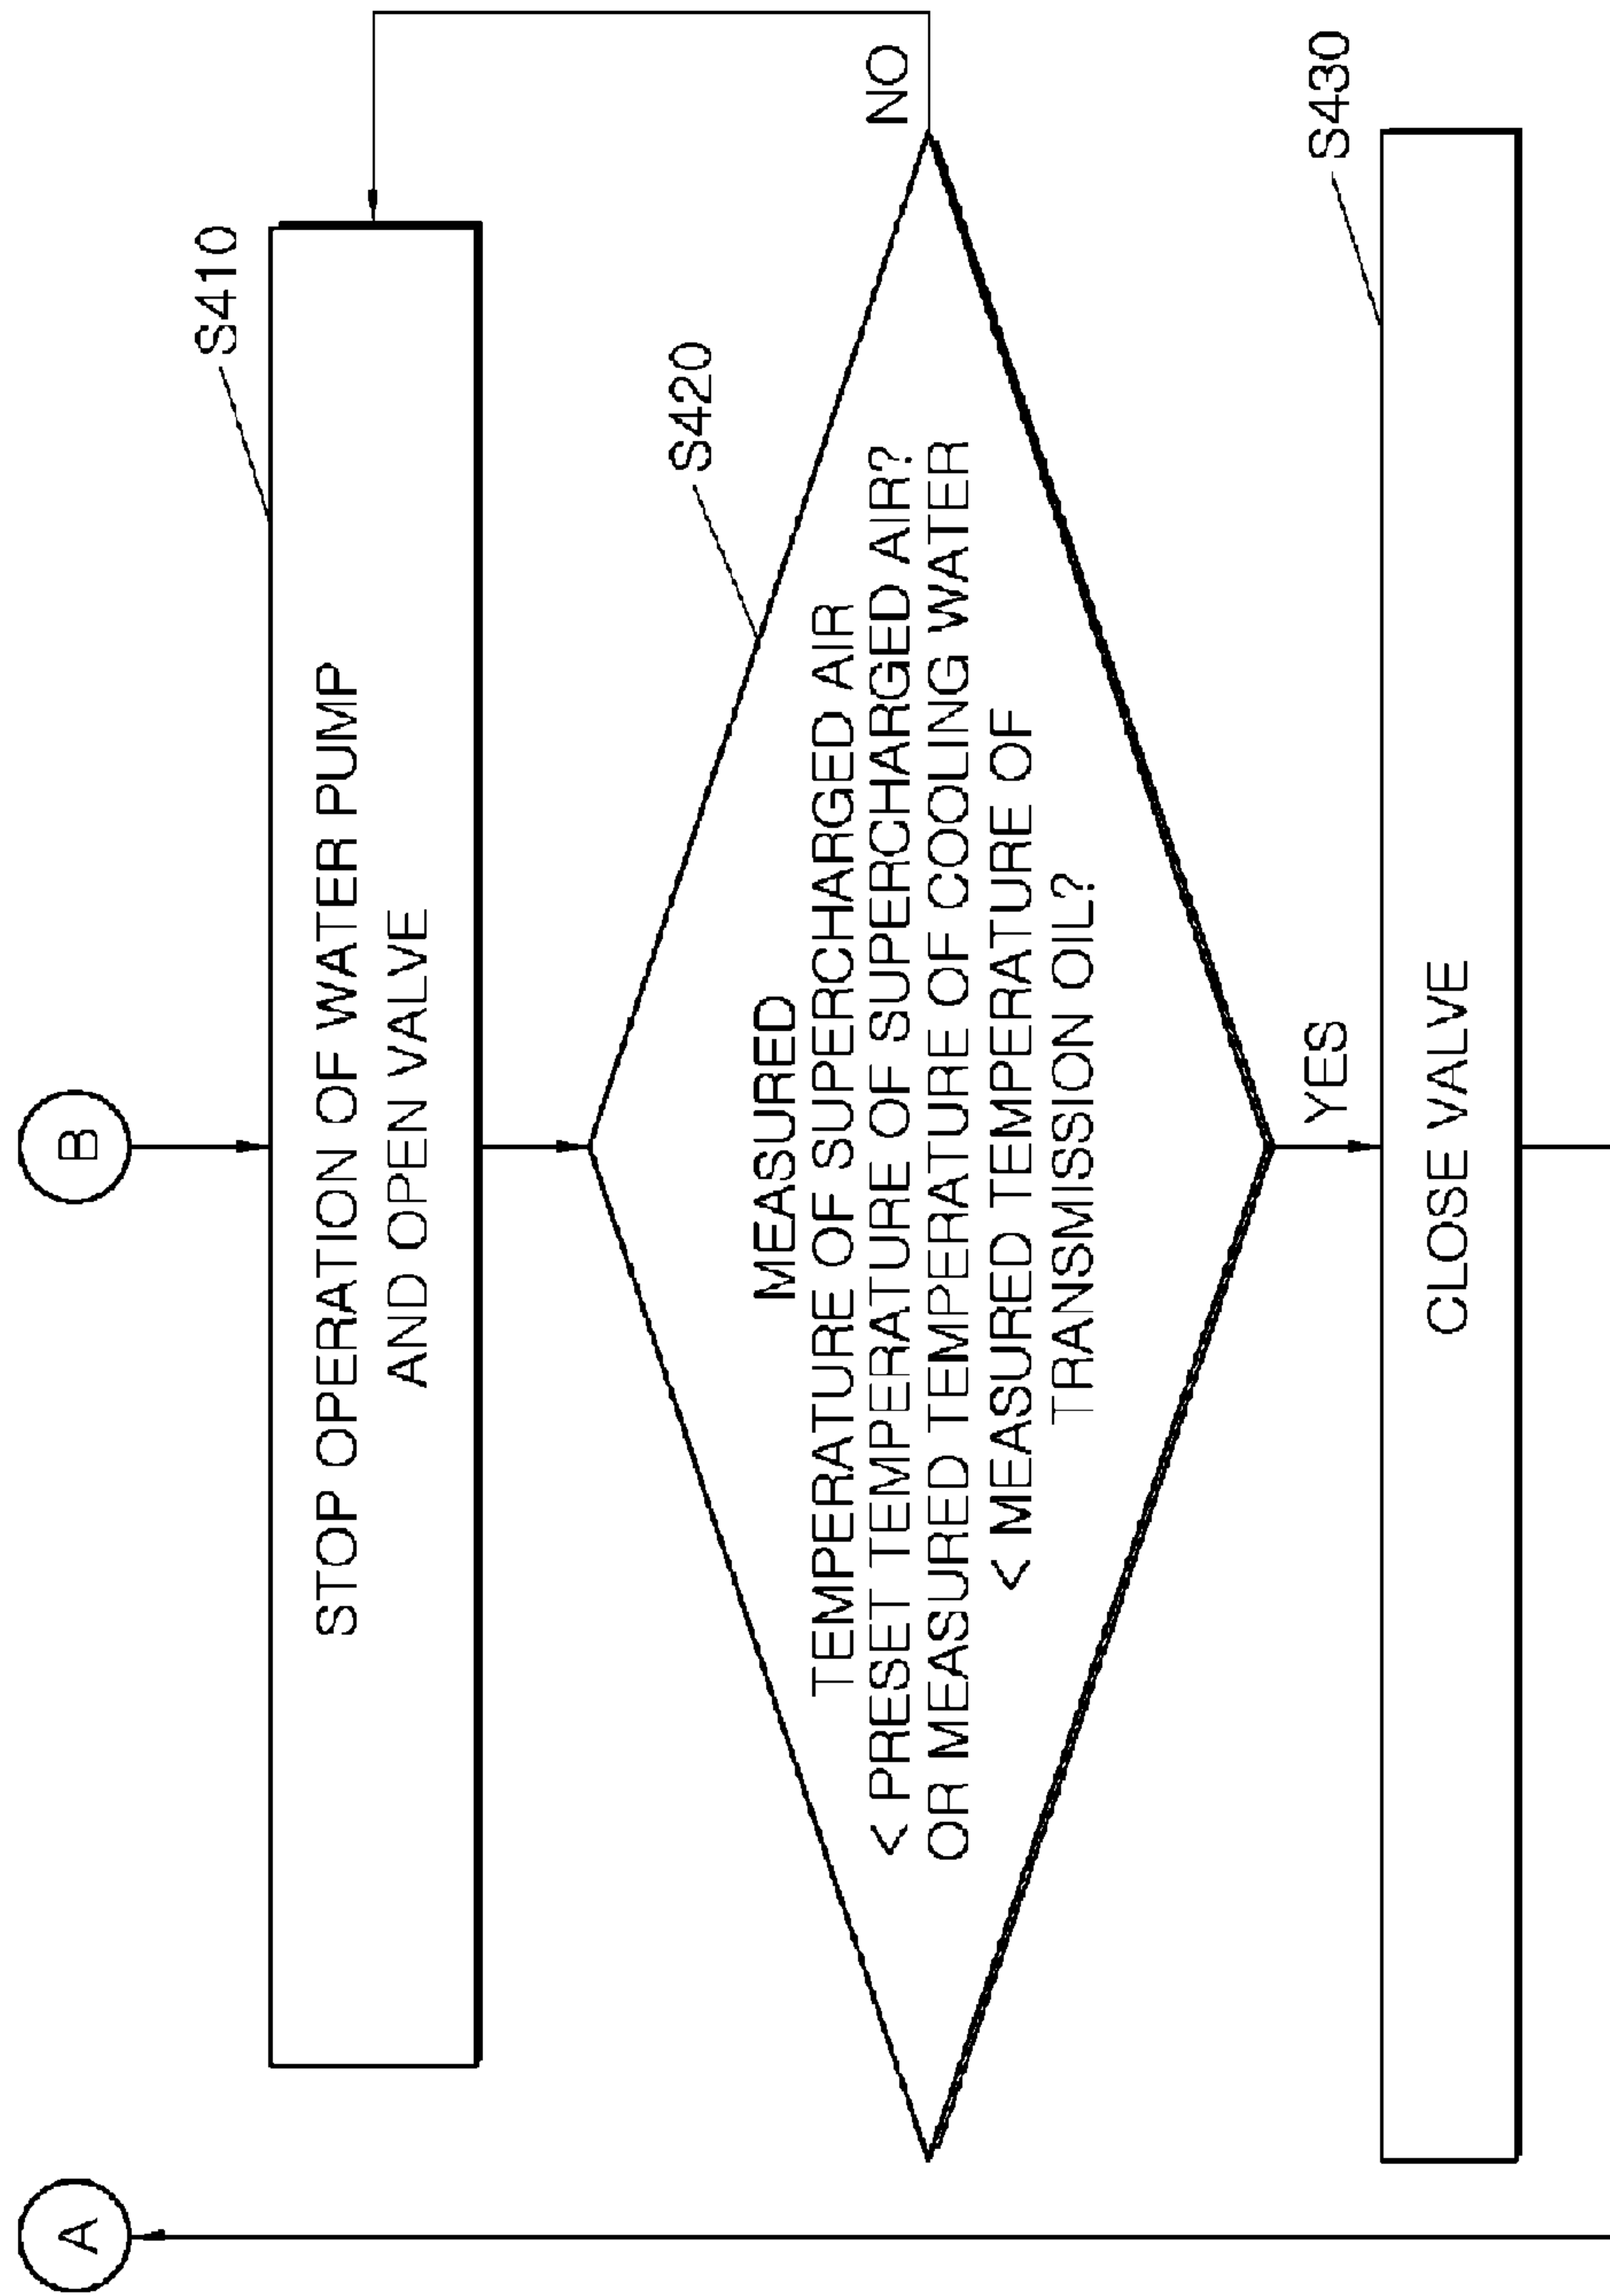 A
B
S410
STOP OPERATION OF WATER PUMP
AND OPEN VALVE
S420
MEASURED
TEMPERATURE OF SUPERCHARGED AIR
< PRESET TEMPERATURE OF SUPERCHARGED AIR?
OR MEASURED TEMPERATURE OF COOLING WATER
< MEASURED TEMPERATURE OF
TRANSMISSION OIL?
NO
YES
S430
CLOSE VALVE